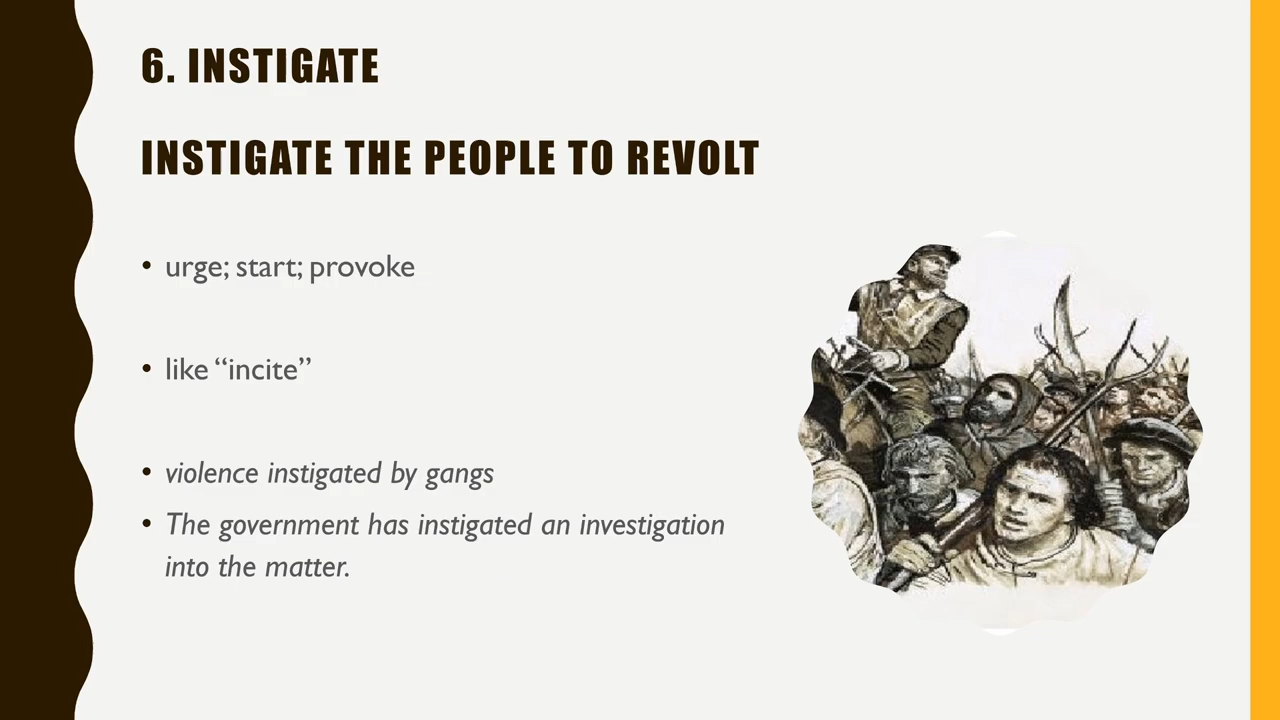 6. INSTIGATE
INSTIGATE THE PEOPLE TO REVOLT
• urge; start; provoke
• like “incite”
• violence instigated by gangs
• The government has instigated an investigation
into the matter.